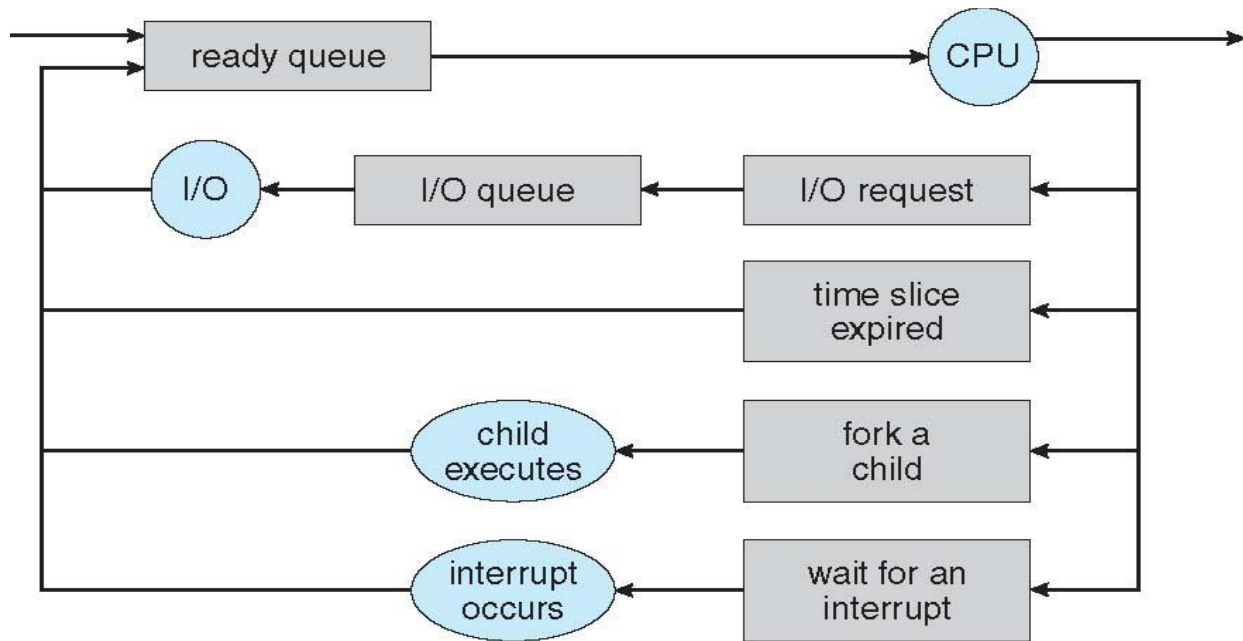 ready queue
CPU
I/O
I/O queue
I/O request
time slice
expired
child
executes
fork a
child
interrupt
occurs
wait for an
interrupt